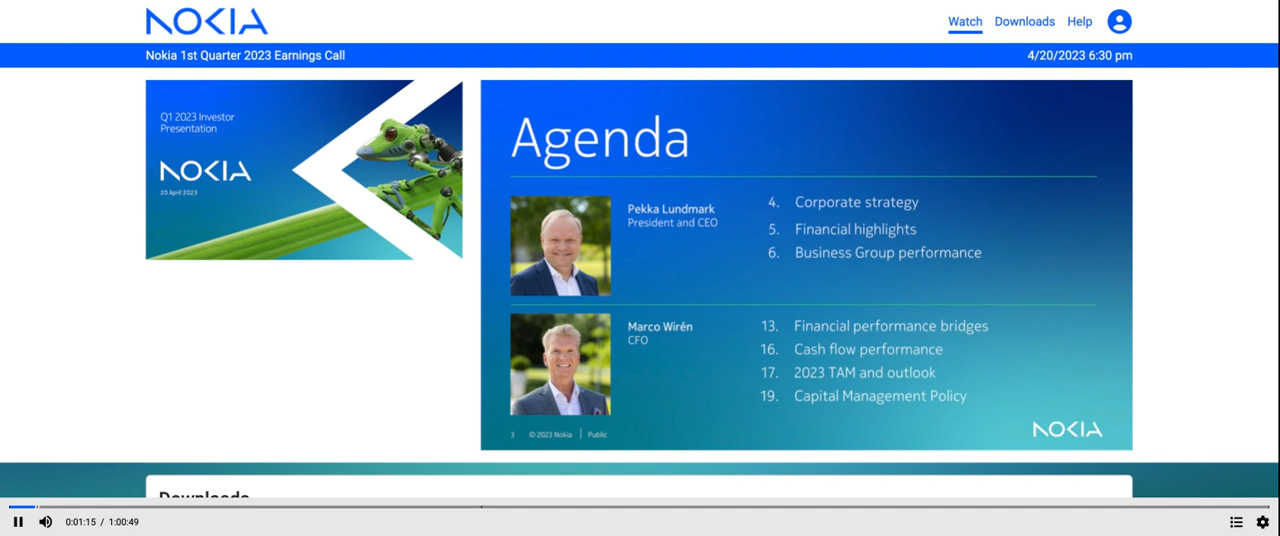 NOKIA
Watch Downloads Help
Nokia 1st Quarter 2023 Earnings Call 4/20/2023 6:30 pm
Q1 2023 Investor
Presentation
NOKIA
20 April 2023
Agenda
Pekka Lundmark
President and CEO
4. Corporate strategy
5. Financial highlights
6. Business Group performance
Marco Wirén
CFO
13. Financial performance bridges
16. Cash flow performance
17. 2023 TAM and outlook
19. Capital Management Policy
3 © 2023 Nokia | Public
NOKIA
Downloads
0:01:15 / 1:00:49